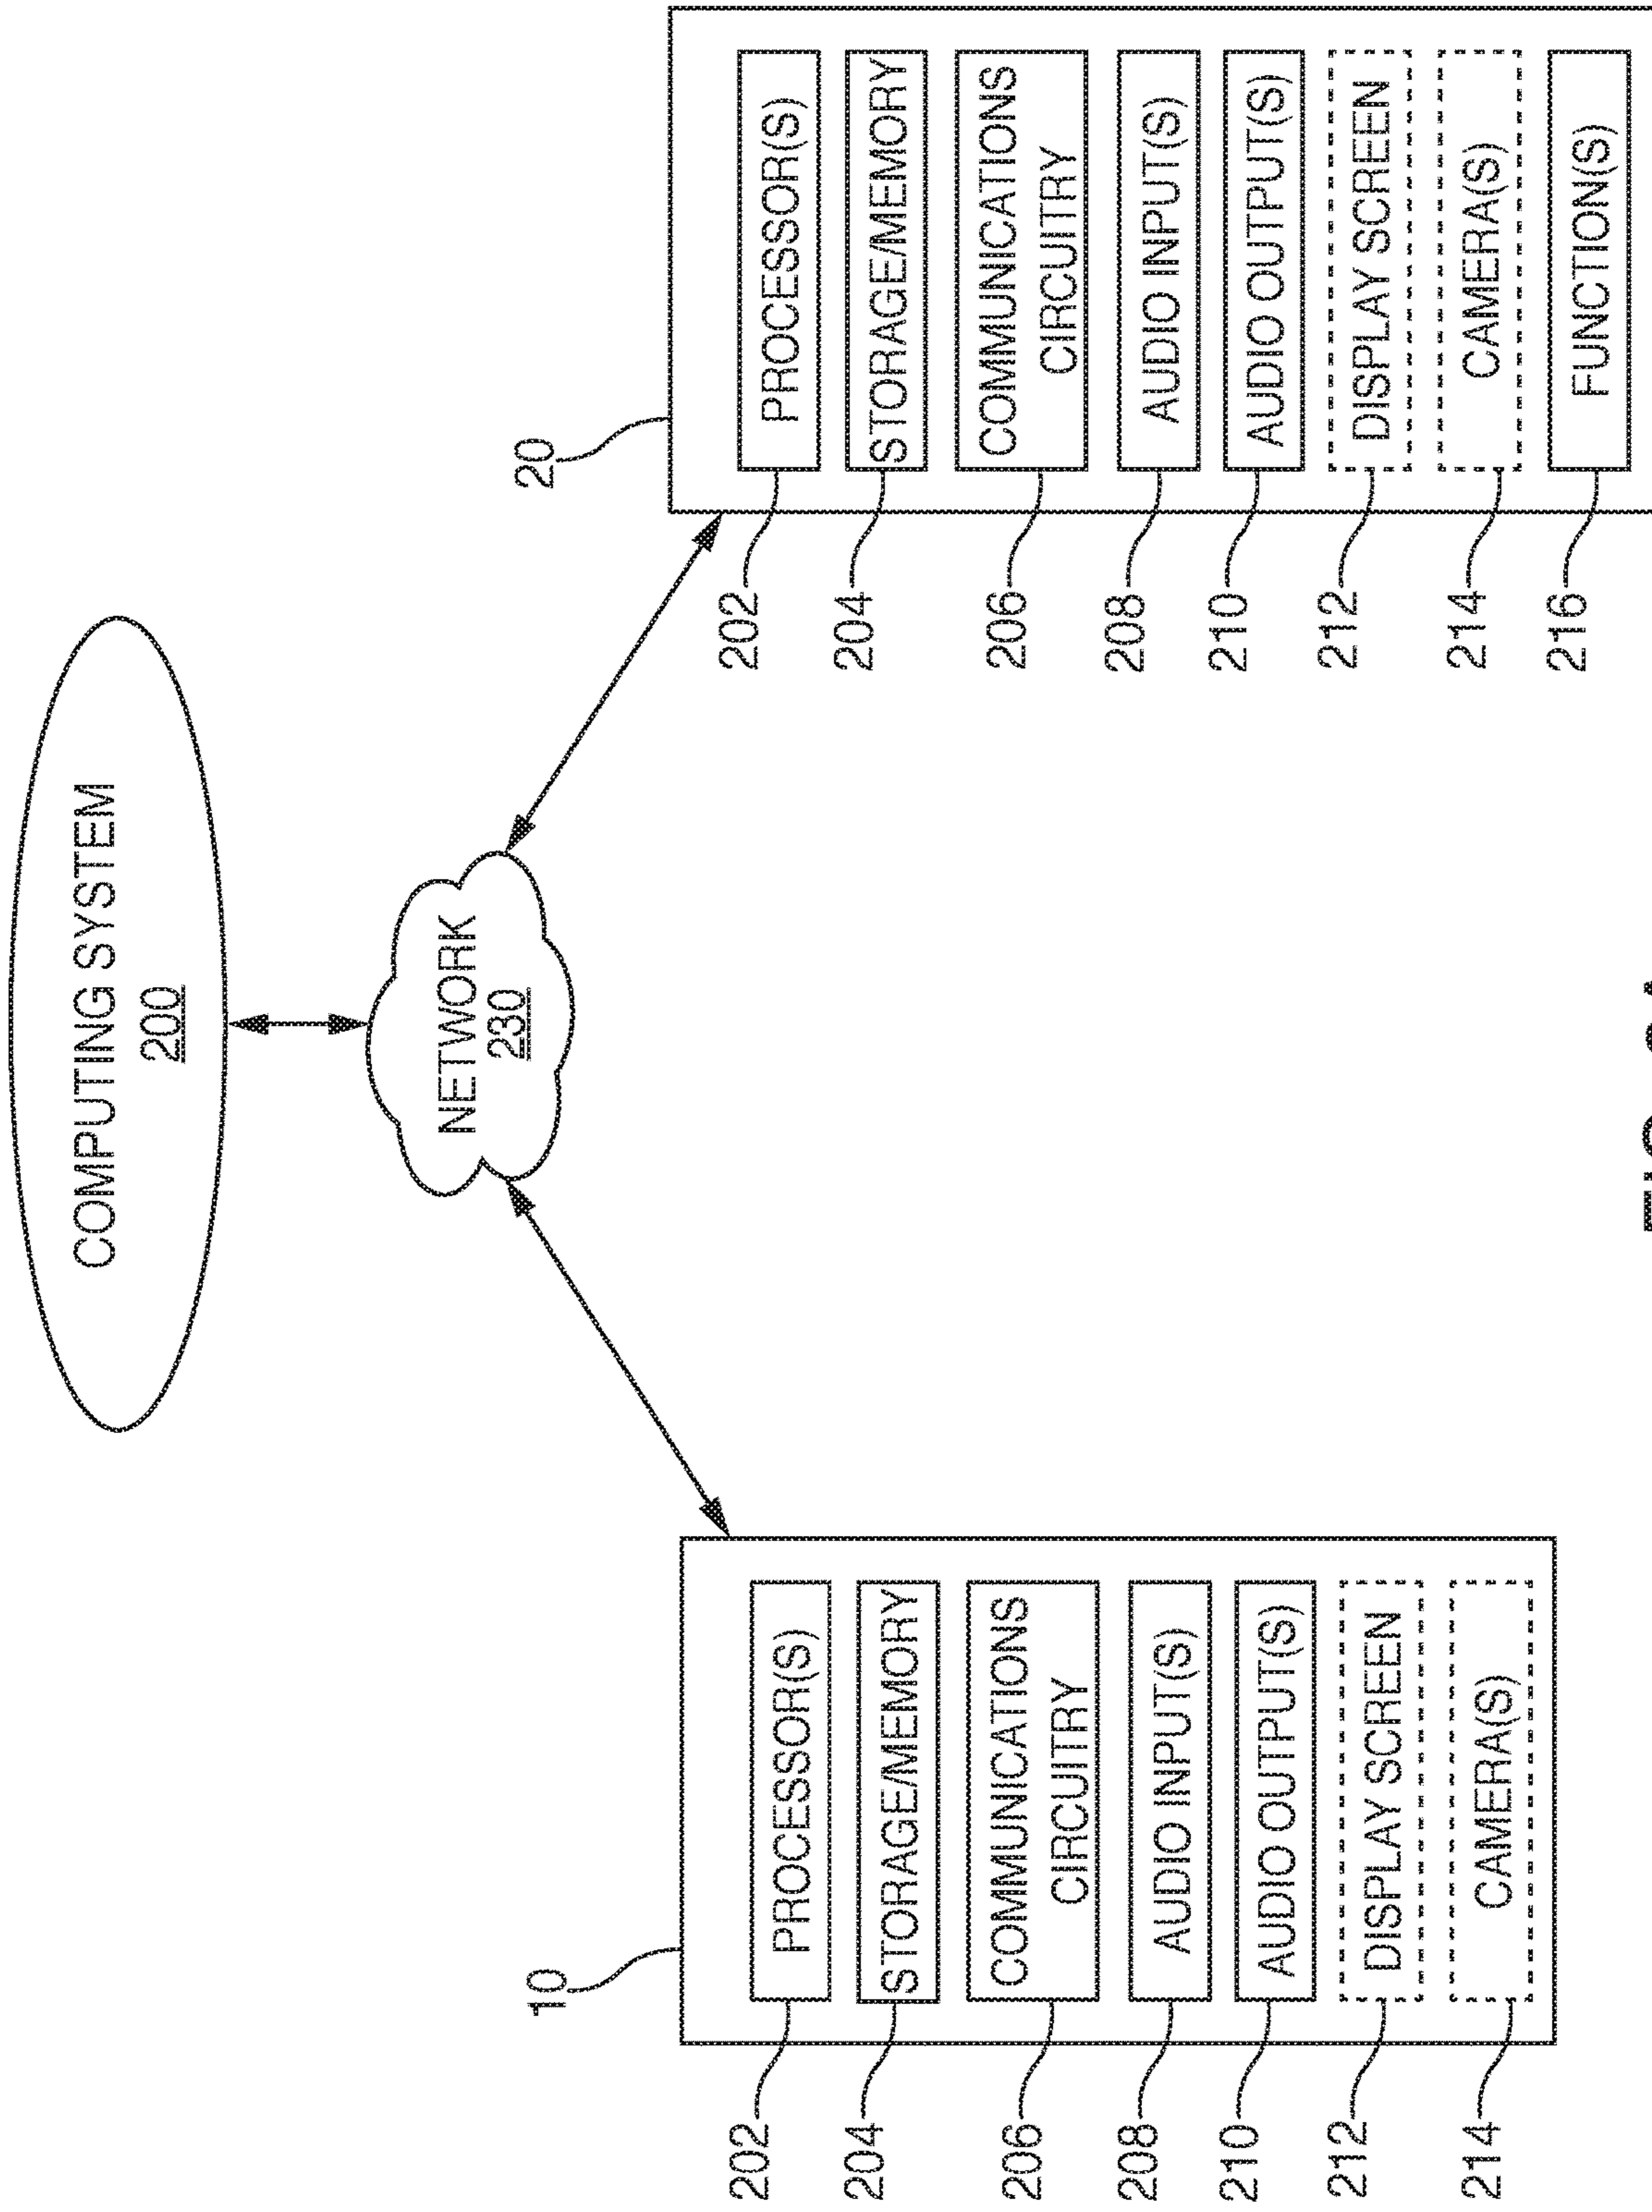 COMPUTING SYSTEM
200
NETWORK
230
10
202
PROCESSOR(S)
204
STORAGE/MEMORY
206
COMMUNICATIONS
CIRCUITRY
208
AUDIO INPUT(S)
210
AUDIO OUTPUT(S)
212
DISPLAY SCREEN
214
CAMERA(S)
20
202
PROCESSOR(S)
204
STORAGE/MEMORY
206
COMMUNICATIONS
CIRCUITRY
208
AUDIO INPUT(S)
210
AUDIO OUTPUT(S)
212
DISPLAY SCREEN
214
CAMERA(S)
216
FUNCTION(S)